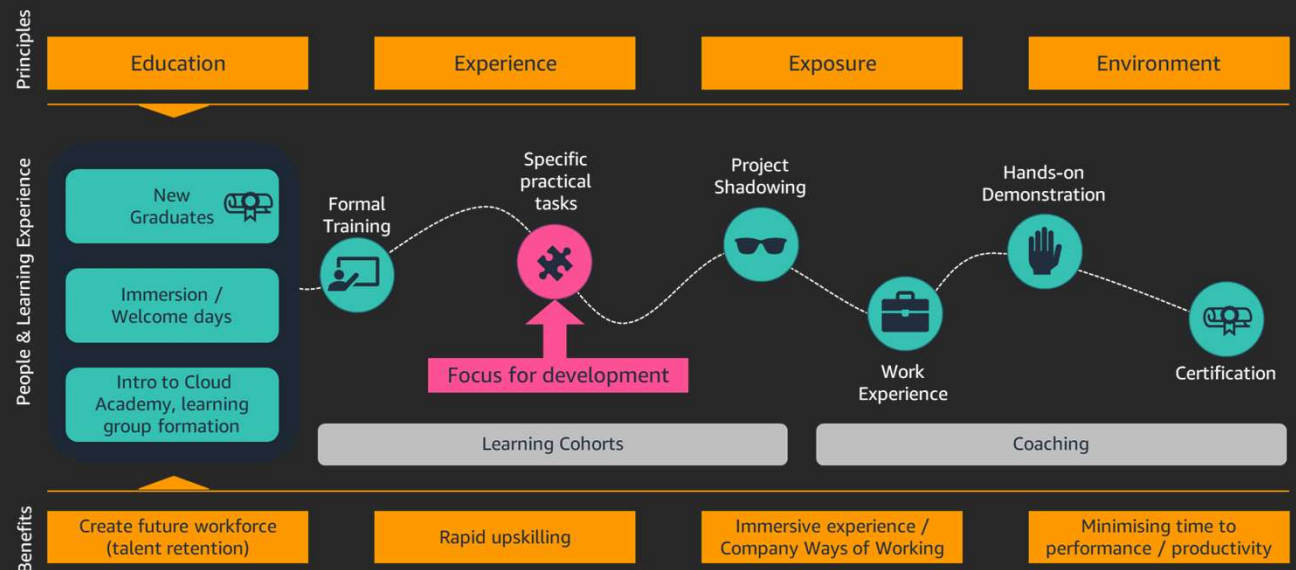 Principles
Education
Experience
Exposure
Environment
People & Learning Experience
New
Graduates
Immersion /
Welcome days
Intro to Cloud
Academy, learning
group formation
Formal
Training
Specific
practical
tasks
Focus for development
Project
Shadowing
Work
Experience
Hands-on
Demonstration
Certification
Learning Cohorts
Coaching
Benefits
Create future workforce
(talent retention)
Rapid upskilling
Immersive experience /
Company Ways of Working
Minimising time to
performance / productivity